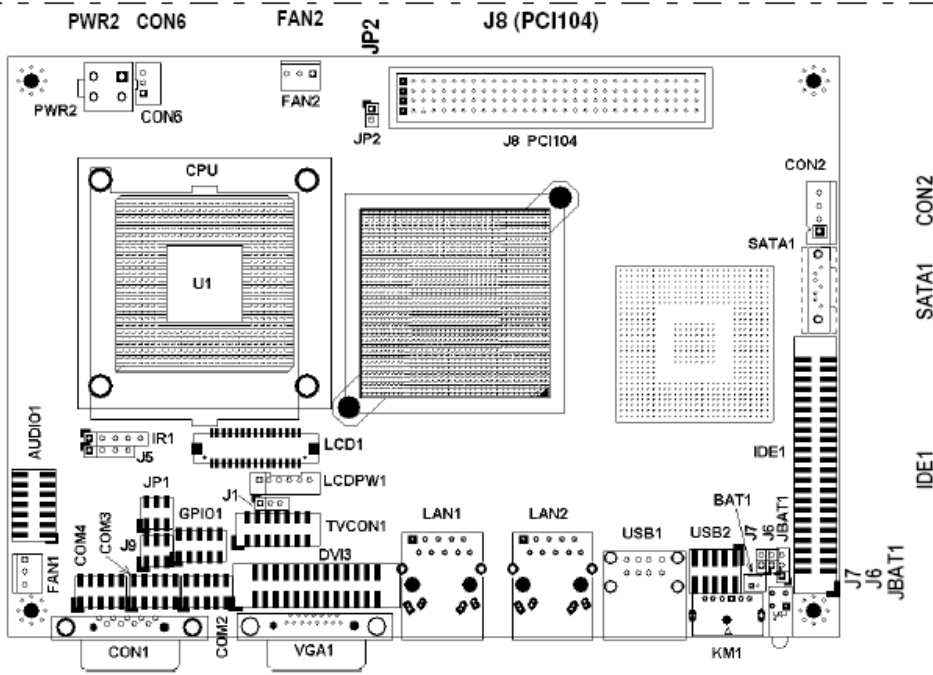 PWR2 CON6 FAN2 JP2 J8 (PCI104)
PWR2
CON6
FAN2
JP2
J8 PCI104
CPU
U1
CON2
CON2
SATA1
SATA1
AUDIO1
IR1
J5
LCD1
LCDPW1
J1
JP1
GPIO1
TVCON1
IDE1
IDE1
LAN1
LAN2
USB1
USB2
BAT1
J7
J6
JBAT1
COM4
COM3
J9
DVI3
FAN1
J7
J6
JBAT1
CON1
COM2
VGA1
KM1